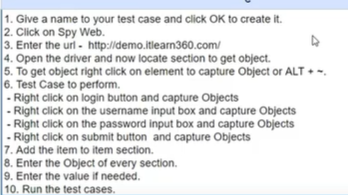 1. Give a name to your test case and click OK to create it.
2. Click on Spy Web.
3. Enter the url - http://demo.itlearn360.com/
4. Open the driver and now locate section to get object.
5. To get object right click on element to capture Object or ALT + ~.
6. Test Case to perform.
- Right click on login button and capture Objects
- Right click on the username input box and capture Objects
- Right click on the password input box and capture Objects
- Right click on submit button and capture Objects
7. Add the item to item section.
8. Enter the Object of every section.
9. Enter the value if needed.
10. Run the test cases.